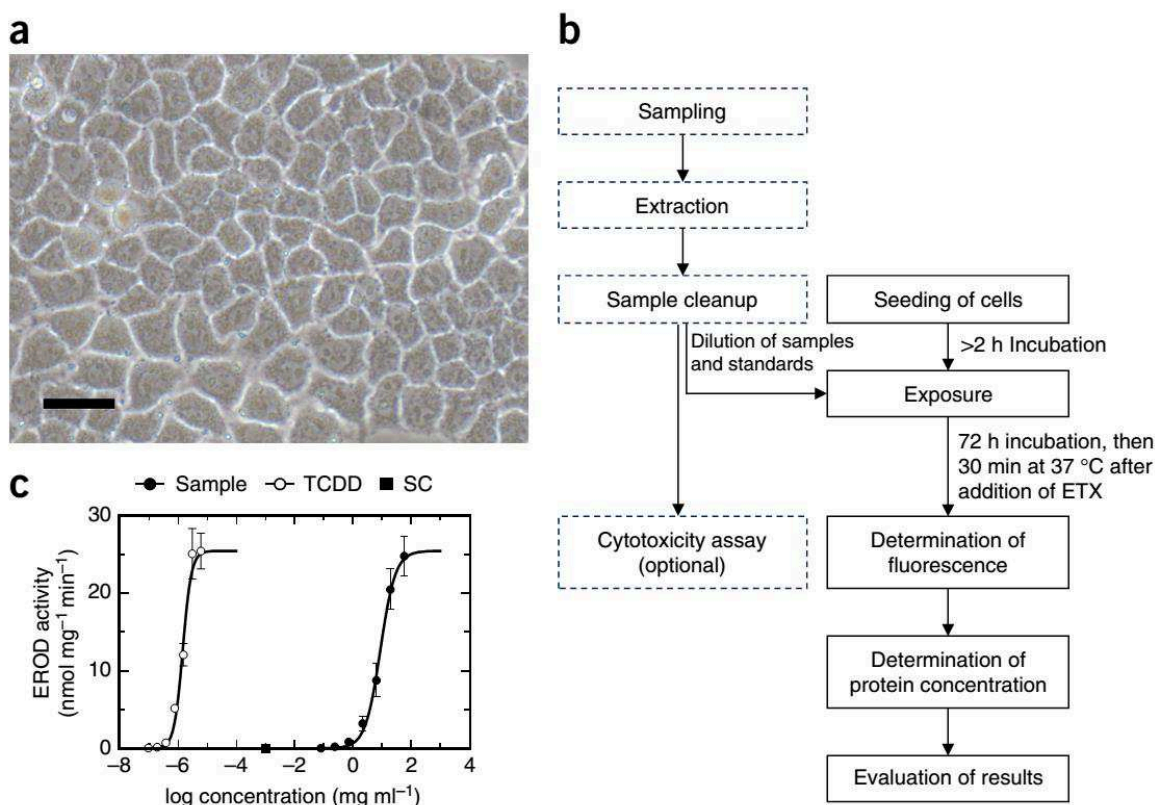 a
b
Sampling
Extraction
Sample cleanup
Seeding of cells
Dilution of samples
and standards
>2 h Incubation
Exposure
72 h incubation, then
30 min at 37 °C after
addition of ETX
Cytotoxicity assay
(optional)
Determination of
fluorescence
Determination of
protein concentration
Evaluation of results
c
Sample TCDD SC
30
20
10
0
EROD activity
(nmol mg⁻¹ min⁻¹)
−8 −6 −4 −2 0 2 4
log concentration (mg ml⁻¹)